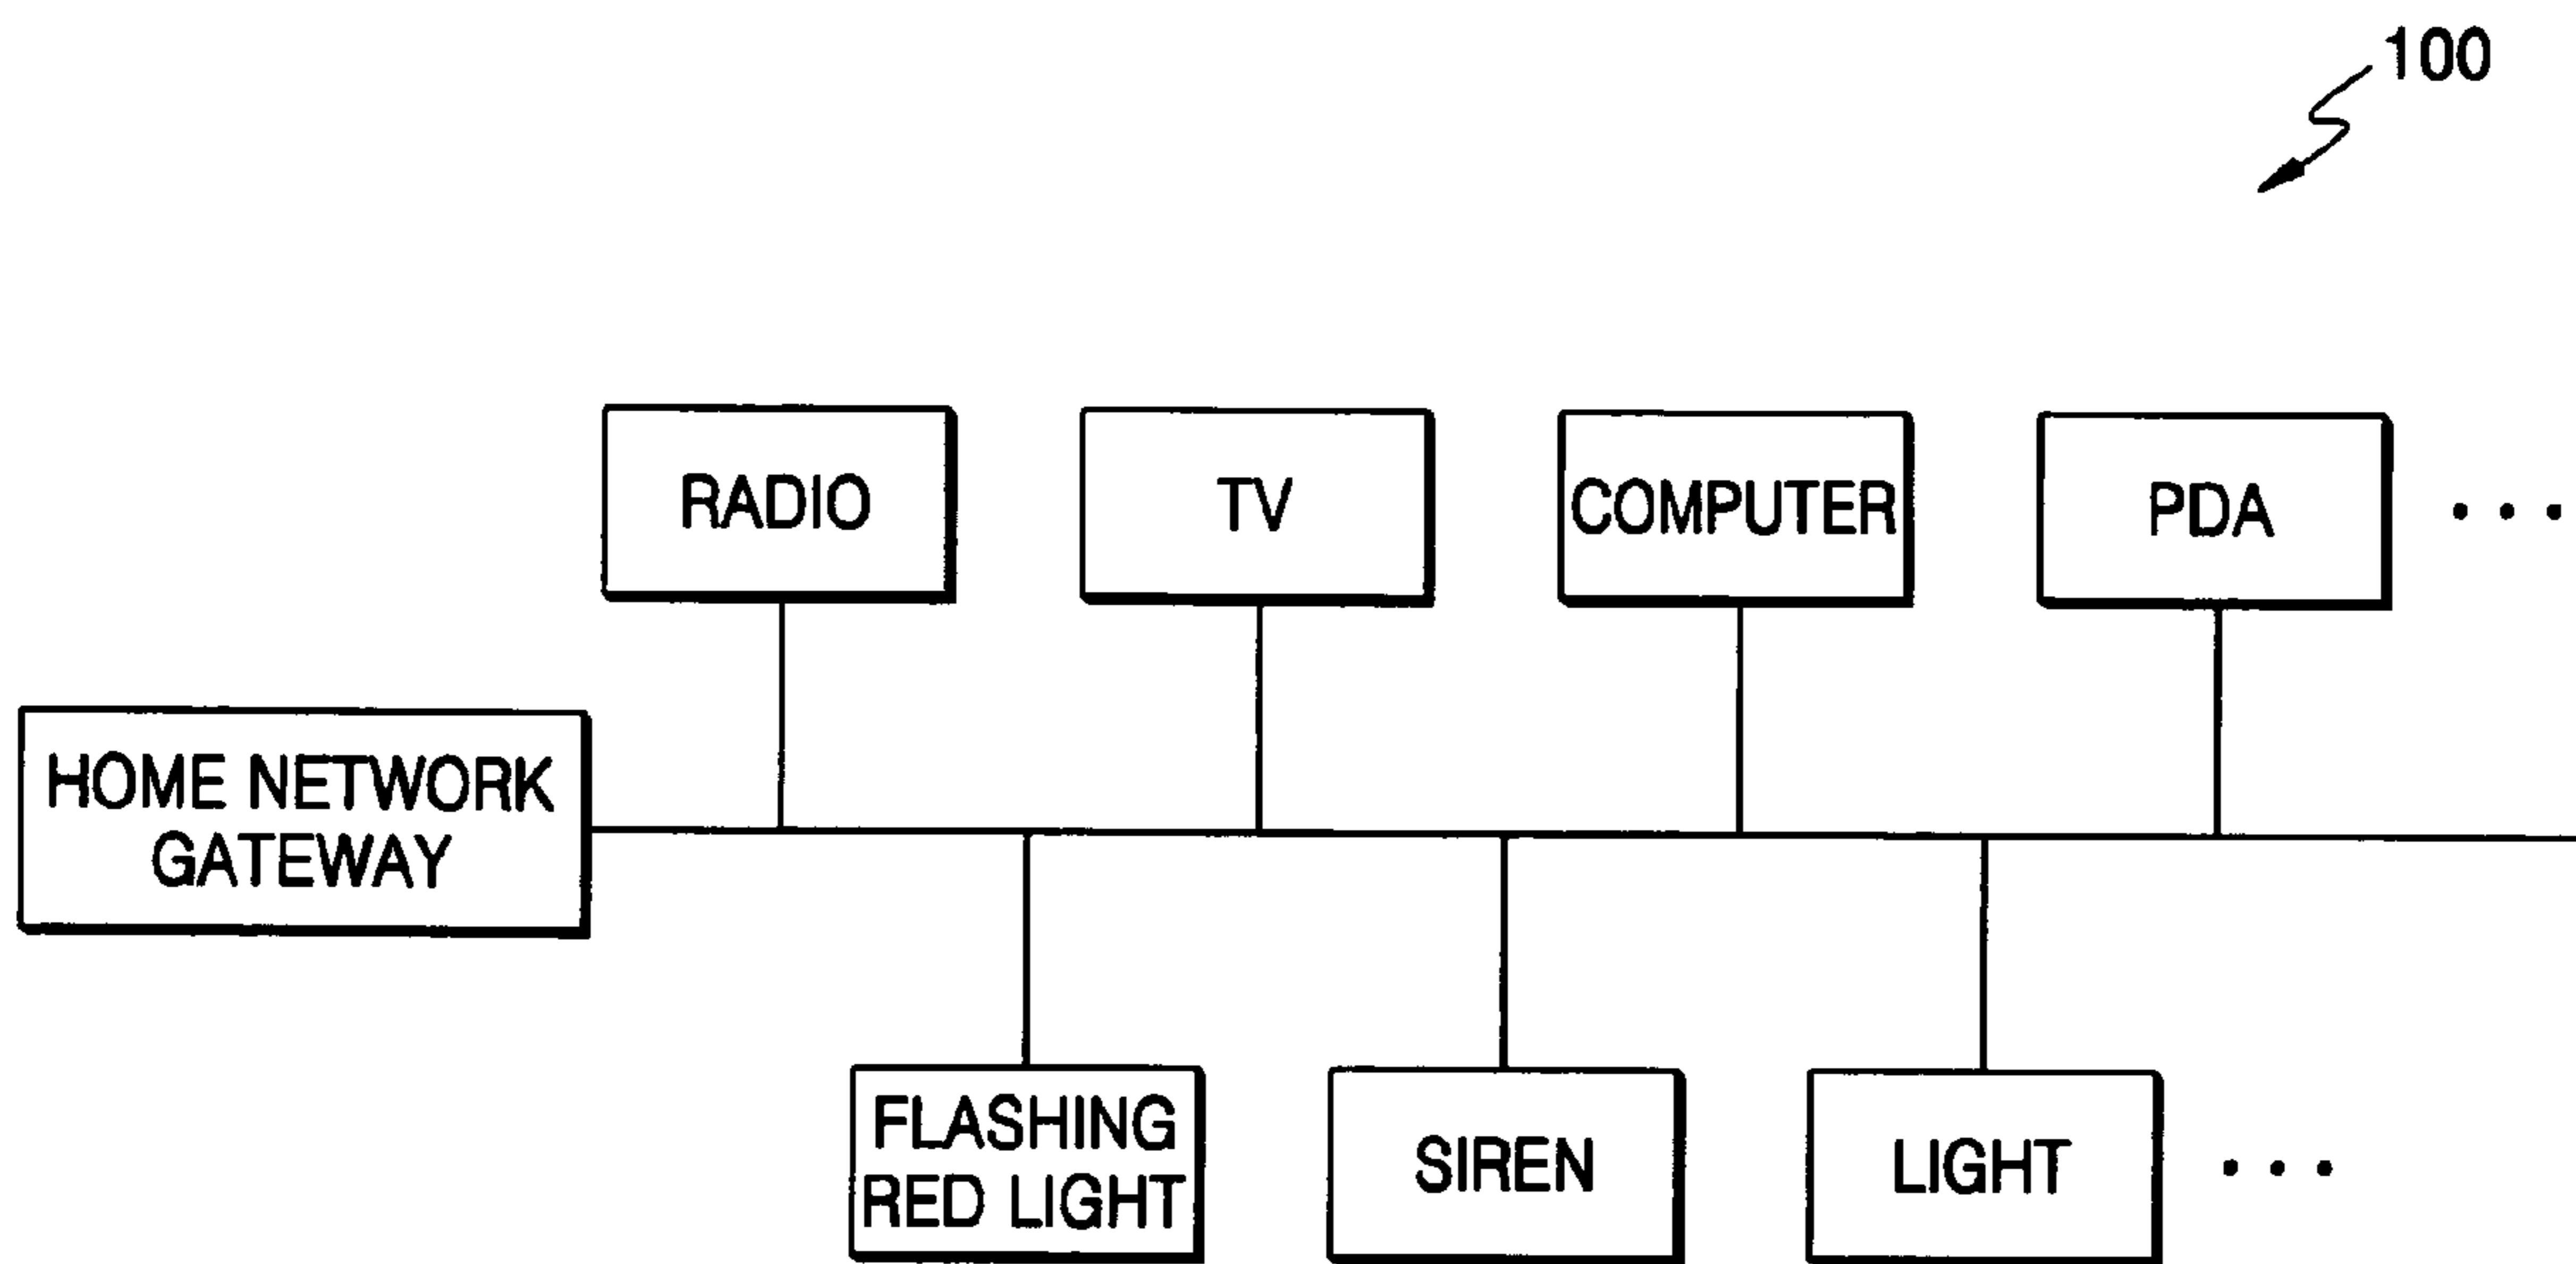 100
RADIO
TV
COMPUTER
PDA
. . .
HOME NETWORK
GATEWAY
FLASHING
RED LIGHT
SIREN
LIGHT
. . .